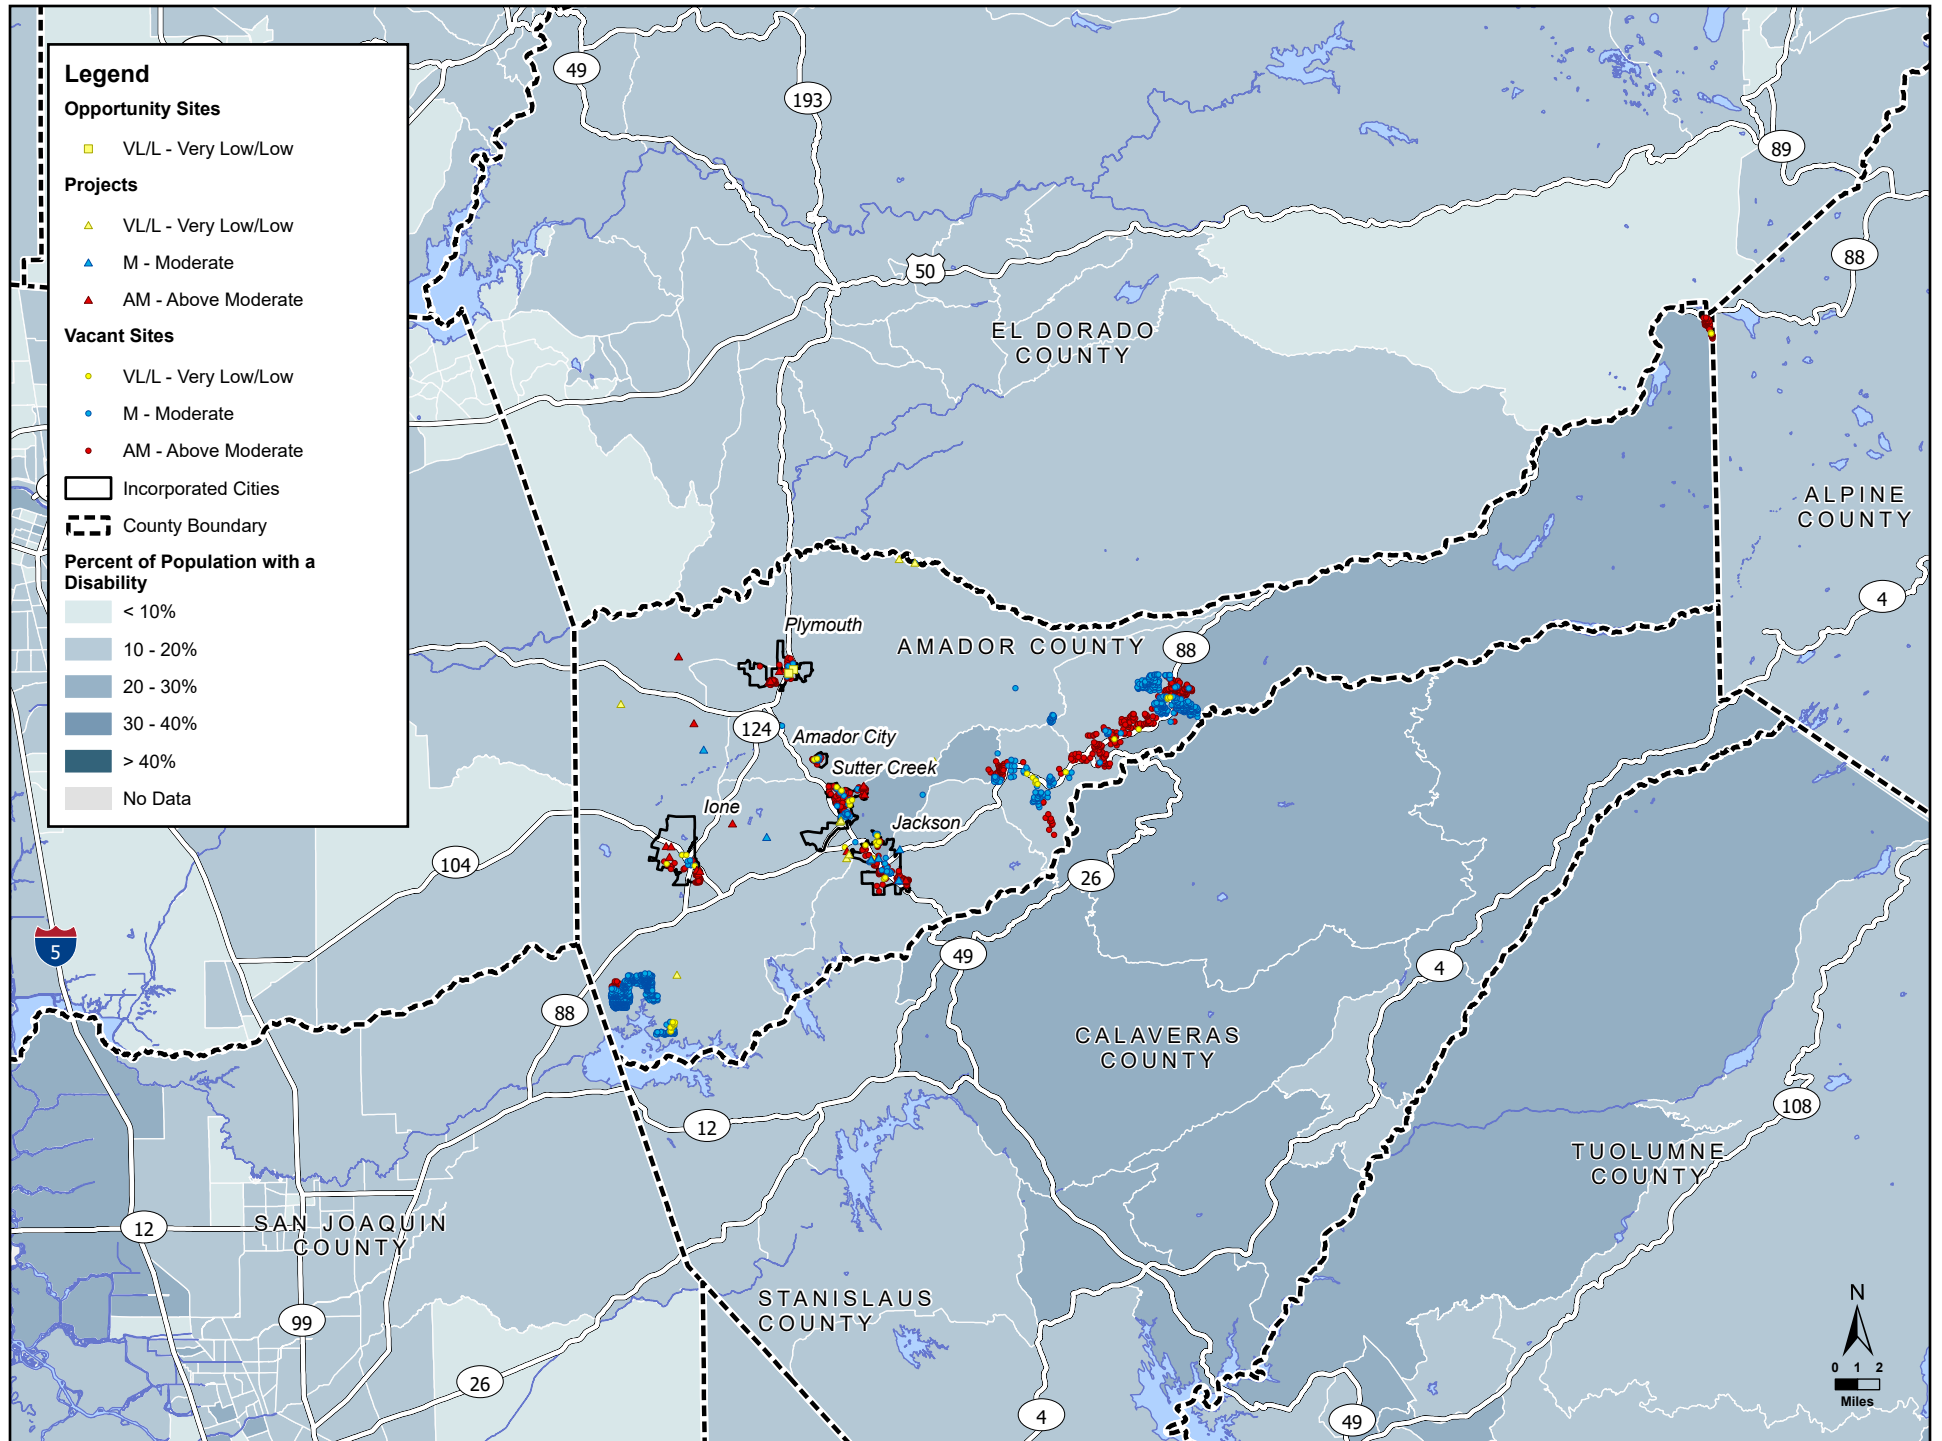 Legend
Opportunity Sites
VL/L - Very Low/Low
Projects
VL/L - Very Low/Low
M - Moderate
AM - Above Moderate
Vacant Sites
VL/L - Very Low/Low
M - Moderate
AM - Above Moderate
Incorporated Cities
County Boundary
Percent of Population with a
Disability
< 10%
10 - 20%
20 - 30%
30 - 40%
> 40%
No Data
49
193
89
88
50
EL DORADO
COUNTY
ALPINE
COUNTY
4
Plymouth
AMADOR COUNTY
88
124
Amador City
Sutter Creek
Ione
Jackson
104
26
5
49
4
88
CALAVERAS
COUNTY
12
108
TUOLUMNE
COUNTY
12
SAN JOAQUIN
COUNTY
STANISLAUS
COUNTY
99
26
4
49
N
0 1 2
Miles